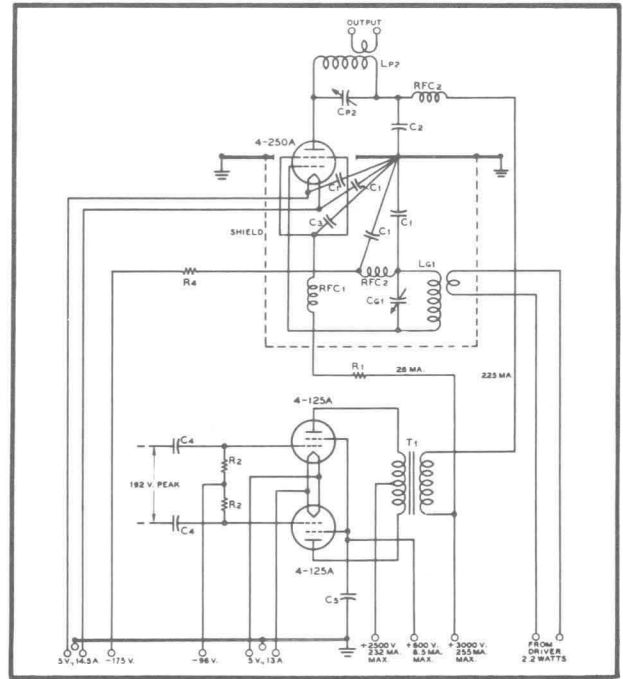 OUTPUT
LP2
RFC2
CP2
C2
4-250A
C1
C1
C3
C1
C1
SHIELD
LG1
RFC2
R4
CG1
RFC1
R1
26 MA.
225 MA
4-125A
C4
R2
T1
192 V. PEAK
R2
C4
4-125A
C5
5 V., 14.5 A
-175 V.
-96 V.
5 V., 13 A
+2500 V.
232 MA.
MAX.
+600 V.
8.5 MA.
MAX.
+3000 V.
255 MA.
MAX.
FROM
DRIVER
2.2 WATTS